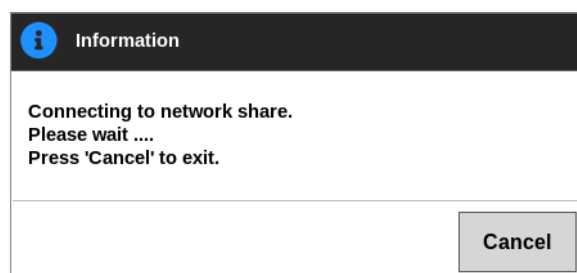 Information
Connecting to network share.
Please wait ....
Press 'Cancel' to exit.
Cancel